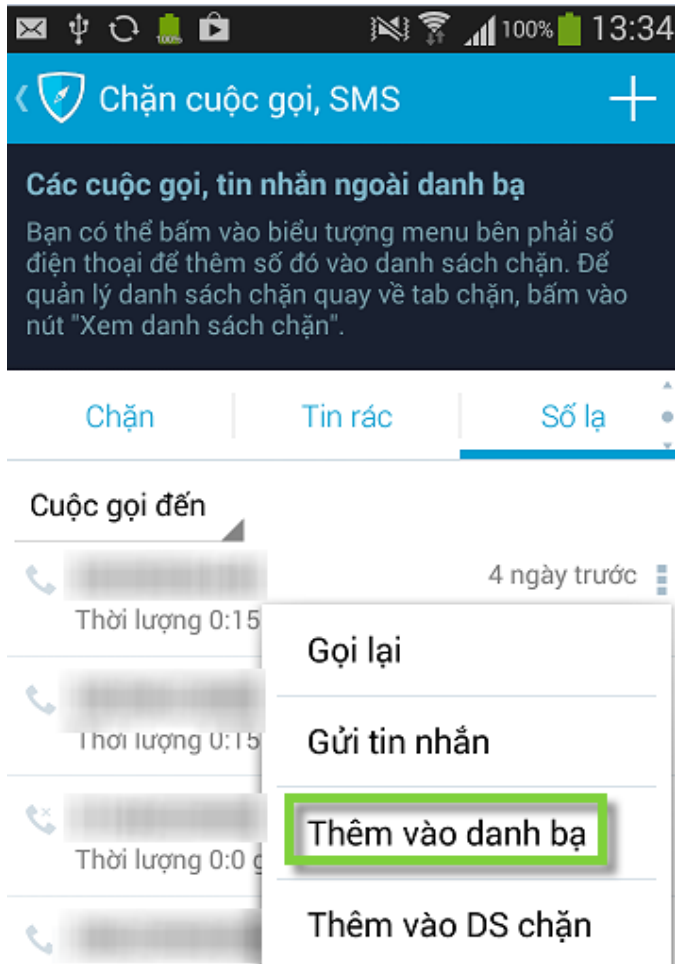 100% 13:34
Chặn cuộc gọi, SMS
Các cuộc gọi, tin nhắn ngoài danh bạ
Bạn có thể bấm vào biểu tượng menu bên phải số
điện thoại để thêm số đó vào danh sách chặn. Để
quản lý danh sách chặn quay về tab chặn, bấm vào
nút "Xem danh sách chặn".
Chặn Tin rác Số lạ
Cuộc gọi đến
4 ngày trước
Thời lượng 0:15
Gọi lại
Thời lượng 0:15
Gửi tin nhắn
Thêm vào danh bạ
Thời lượng 0:0 g
Thêm vào DS chặn